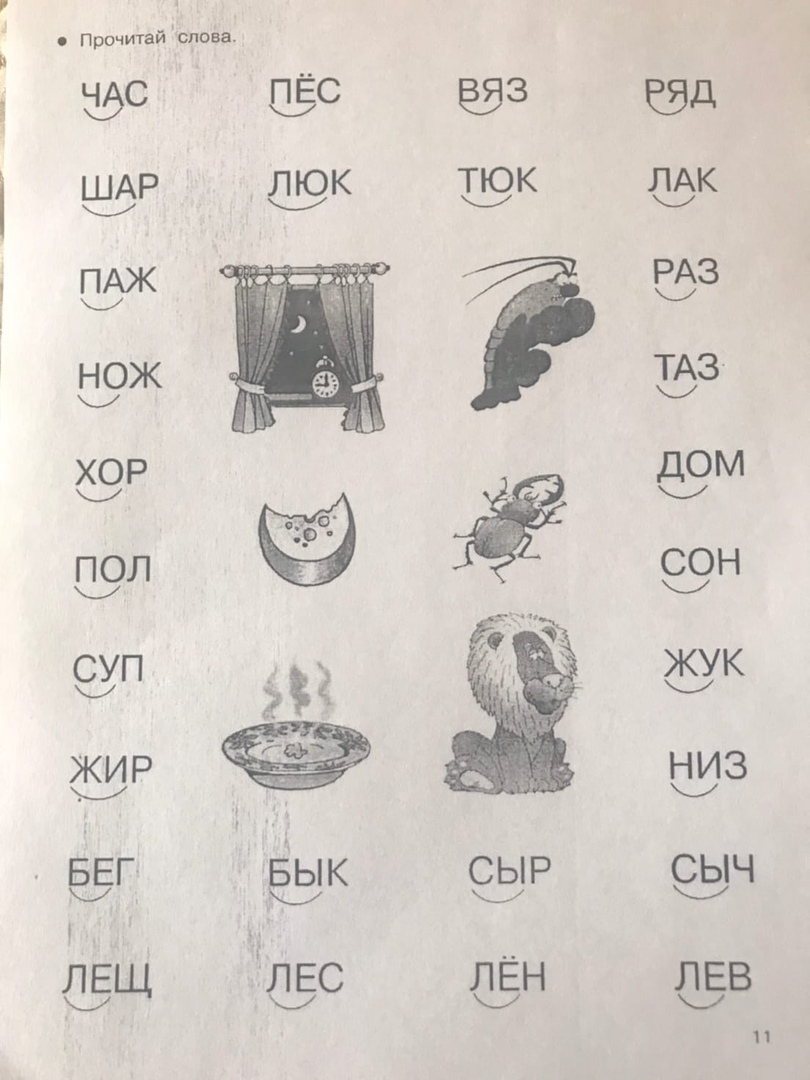 • Прочитай слова.
ЧАС ПЁС ВЯЗ РЯД
ШАР ЛЮК ТЮК ЛАК
ПАЖ РАЗ
НОЖ ТАЗ
ХОР ДОМ
ПОЛ СОН
СУП ЖУК
ЖИР НИЗ
БЕГ БЫК СЫР СЫЧ
ЛЕЩ ЛЕС ЛЁН ЛЕВ
11